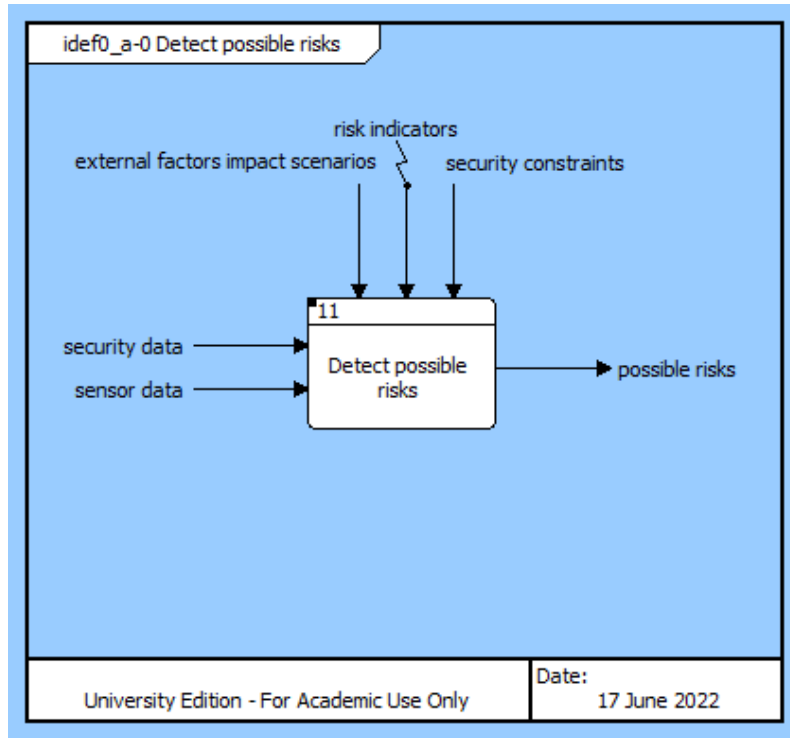 idef0_a-0 Detect possible risks
risk indicators
external factors impact scenarios
security constraints
11
security data
Detect possible
risks
sensor data
possible risks
University Edition - For Academic Use Only
Date:
17 June 2022